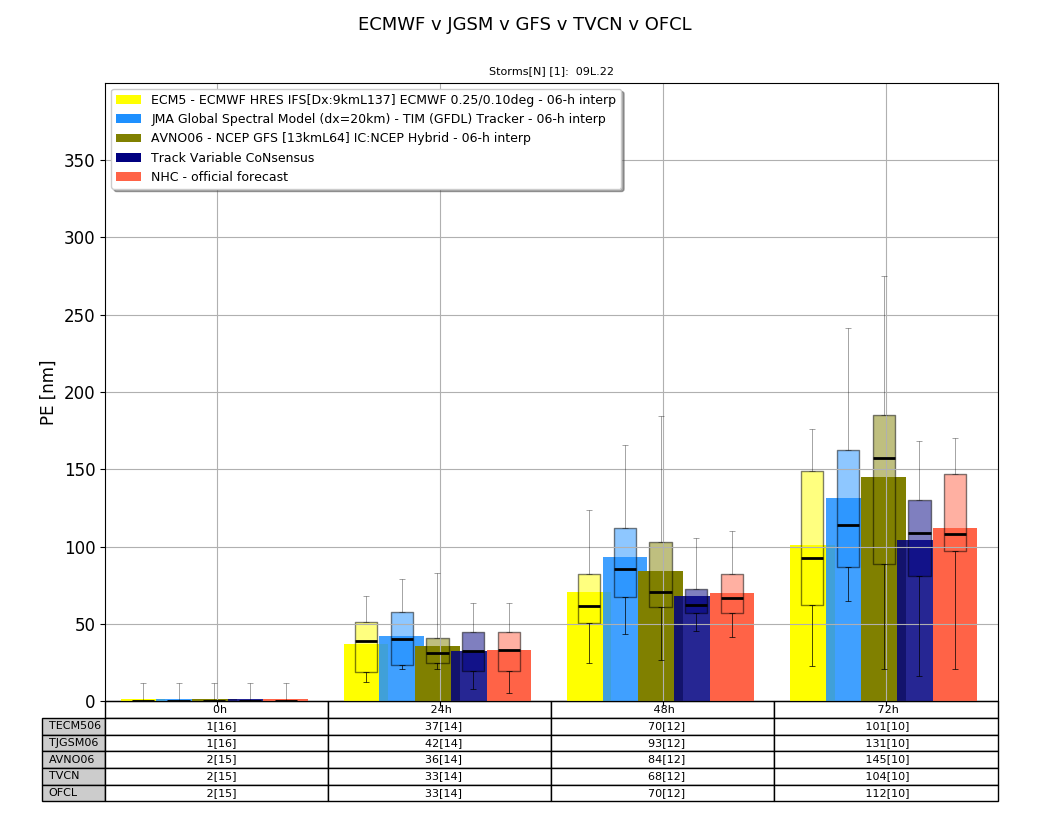 ECMWF v JGSM v GFS v TVCN v OFCL
Storms[N] [1]:  09L.22
ECM5 - ECMWF HRES IFS[Dx:9kmL137] ECMWF 0.25/0.10deg - 06-h interp
JMA Global Spectral Model (dx=20km) - TIM (GFDL) Tracker - 06-h interp
AVNO06 - NCEP GFS [13kmL64] IC:NCEP Hybrid - 06-h interp
Track Variable CoNsensus
NHC - official forecast
350
300
250
200
150
100
50
0
PE [nm]
0h 24h 48h 72h
TECM506 1[16] 37[14] 70[12] 101[10]
TJGSM06 1[16] 42[14] 93[12] 131[10]
AVNO06 2[15] 36[14] 84[12] 145[10]
TVCN 2[15] 33[14] 68[12] 104[10]
OFCL 2[15] 33[14] 70[12] 112[10]